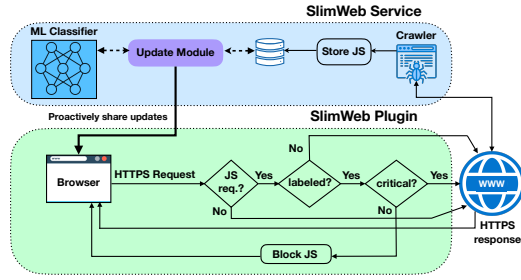 SlimWeb Service
ML Classifier
Update Module
Store JS
Crawler
Proactively share updates
SlimWeb Plugin
No
Browser
HTTPS Request
JS
req.?
Yes
labeled?
Yes
critical?
Yes
WWW
No
No
HTTPS
response
Block JS